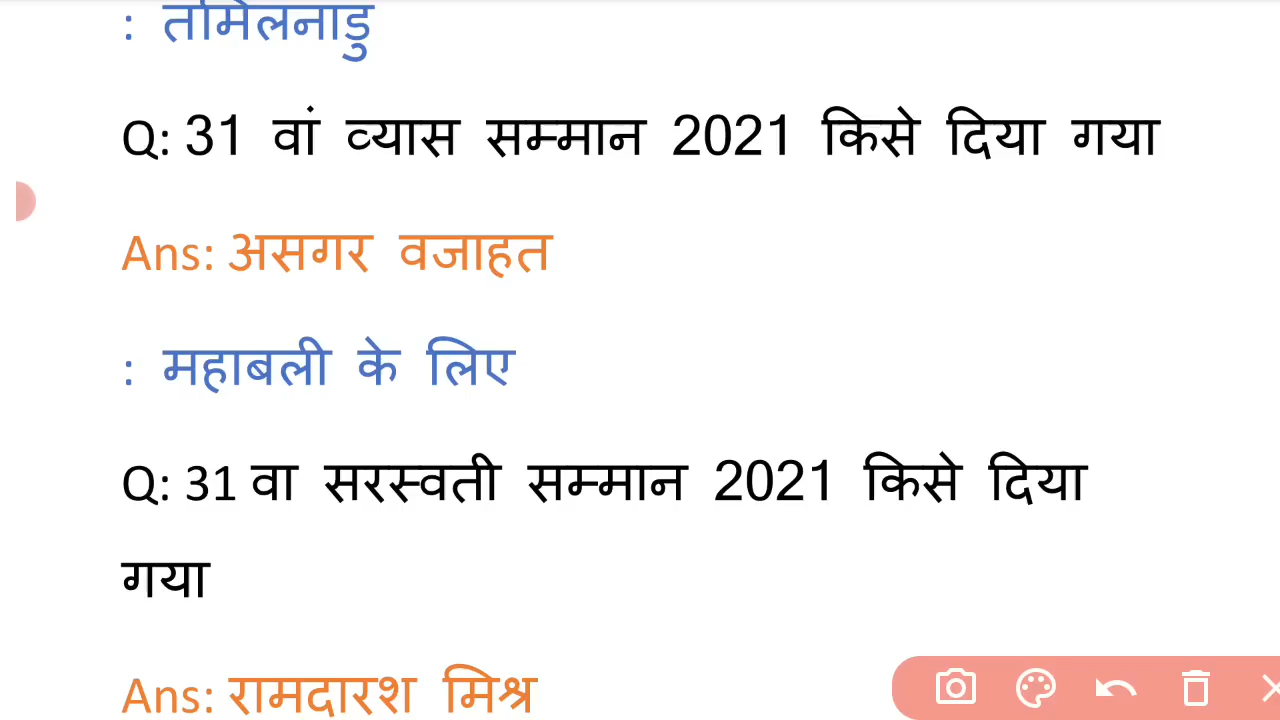 : तमिलनाडु
Q: 31 वां व्यास सम्मान 2021 किसे दिया गया
Ans: असगर वजाहत
: महाबली के लिए
Q: 31 वा सरस्वती सम्मान 2021 किसे दिया
गया
Ans: रामदारश मिश्र